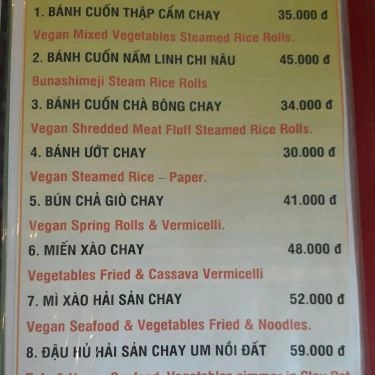 1. BÁNH CUỐN THẬP CẨM CHAY 35.000 đ
Vegan Mixed Vegetables Steamed Rice Rolls.
2. BÁNH CUỐN NẤM LINH CHI NÂU 45.000 đ
Bunashimeji Steam Rice Rolls
3. BÁNH CUỐN CHÀ BÔNG CHAY 34.000 đ
Vegan Shredded Meat Fluff Steamed Rice Rolls.
4. BÁNH ƯỚT CHAY 30.000 đ
Vegan Steamed Rice – Paper.
5. BÚN CHẢ GIÒ CHAY 41.000 đ
Vegan Spring Rolls & Vermicelli.
6. MIẾN XÀO CHAY 48.000 đ
Vegetables Fried & Cassava Vermicelli
7. MÌ XÀO HẢI SẢN CHAY 52.000 đ
Vegan Seafood & Vegetables Fried & Noodles.
8. ĐẬU HỦ HẢI SẢN CHAY UM NỒI ĐẤT 59.000 đ